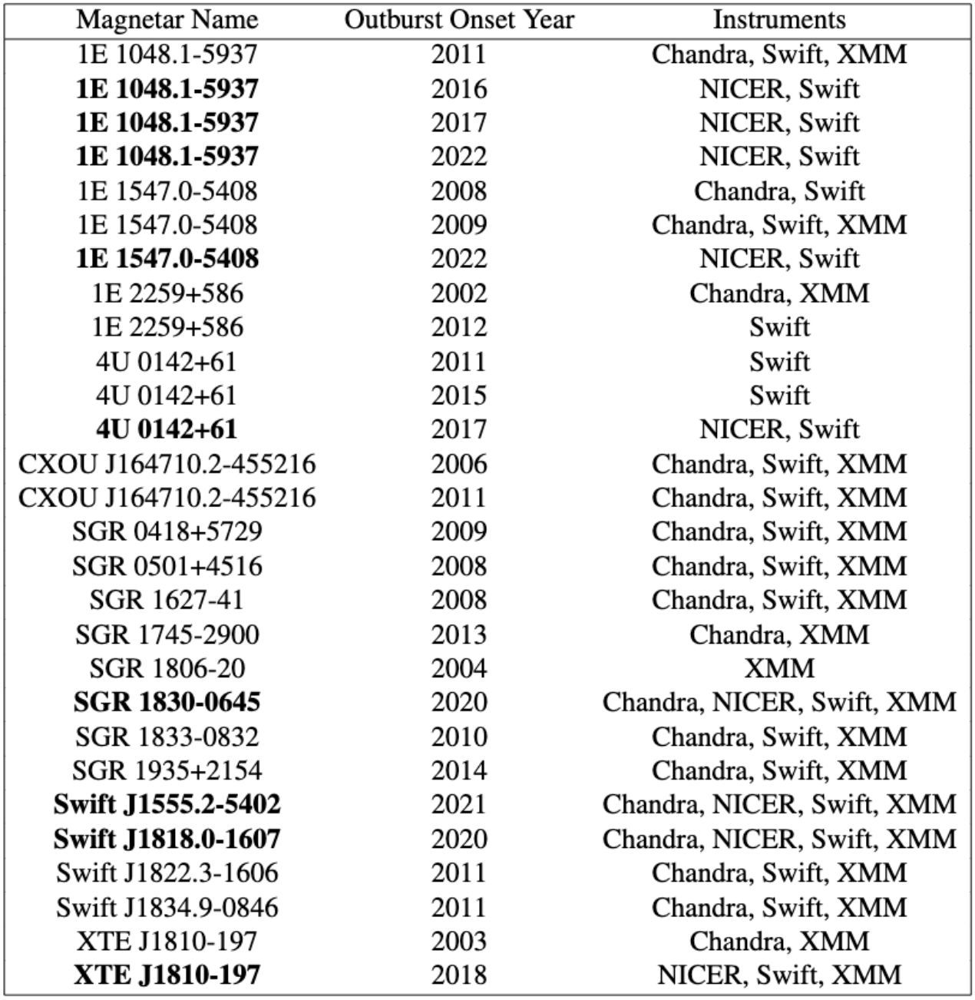 Magnetar Name Outburst Onset Year Instruments
1E 1048.1-5937 2011 Chandra, Swift, XMM
1E 1048.1-5937 2016 NICER, Swift
1E 1048.1-5937 2017 NICER, Swift
1E 1048.1-5937 2022 NICER, Swift
1E 1547.0-5408 2008 Chandra, Swift
1E 1547.0-5408 2009 Chandra, Swift, XMM
1E 1547.0-5408 2022 NICER, Swift
1E 2259+586 2002 Chandra, XMM
1E 2259+586 2012 Swift
4U 0142+61 2011 Swift
4U 0142+61 2015 Swift
4U 0142+61 2017 NICER, Swift
CXOU J164710.2-455216 2006 Chandra, Swift, XMM
CXOU J164710.2-455216 2011 Chandra, Swift, XMM
SGR 0418+5729 2009 Chandra, Swift, XMM
SGR 0501+4516 2008 Chandra, Swift, XMM
SGR 1627-41 2008 Chandra, Swift, XMM
SGR 1745-2900 2013 Chandra, XMM
SGR 1806-20 2004 XMM
SGR 1830-0645 2020 Chandra, NICER, Swift, XMM
SGR 1833-0832 2010 Chandra, Swift, XMM
SGR 1935+2154 2014 Chandra, Swift, XMM
Swift J1555.2-5402 2021 Chandra, NICER, Swift, XMM
Swift J1818.0-1607 2020 Chandra, NICER, Swift, XMM
Swift J1822.3-1606 2011 Chandra, Swift, XMM
Swift J1834.9-0846 2011 Chandra, Swift, XMM
XTE J1810-197 2003 Chandra, XMM
XTE J1810-197 2018 NICER, Swift, XMM